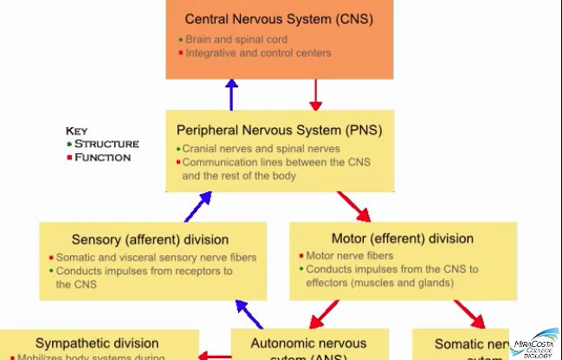 Central Nervous System (CNS)
Brain and spinal cord
Integrative and control centers
Peripheral Nervous System (PNS)
Cranial nerves and spinal nerves
Communication lines between the CNS
and the rest of the body
KEY
STRUCTURE
FUNCTION
Sensory (afferent) division
Somatic and visceral sensory nerve fibers
Conducts impulses from receptors to
the CNS
Motor (efferent) division
Motor nerve fibers
Conducts impulses from the CNS to
effectors (muscles and glands)
Sympathetic division
Mobilizes body systems during
Autonomic nervous
sytem (ANS)
Somatic ner
MIRACOSTA
COLLEGE
BIOLOGY